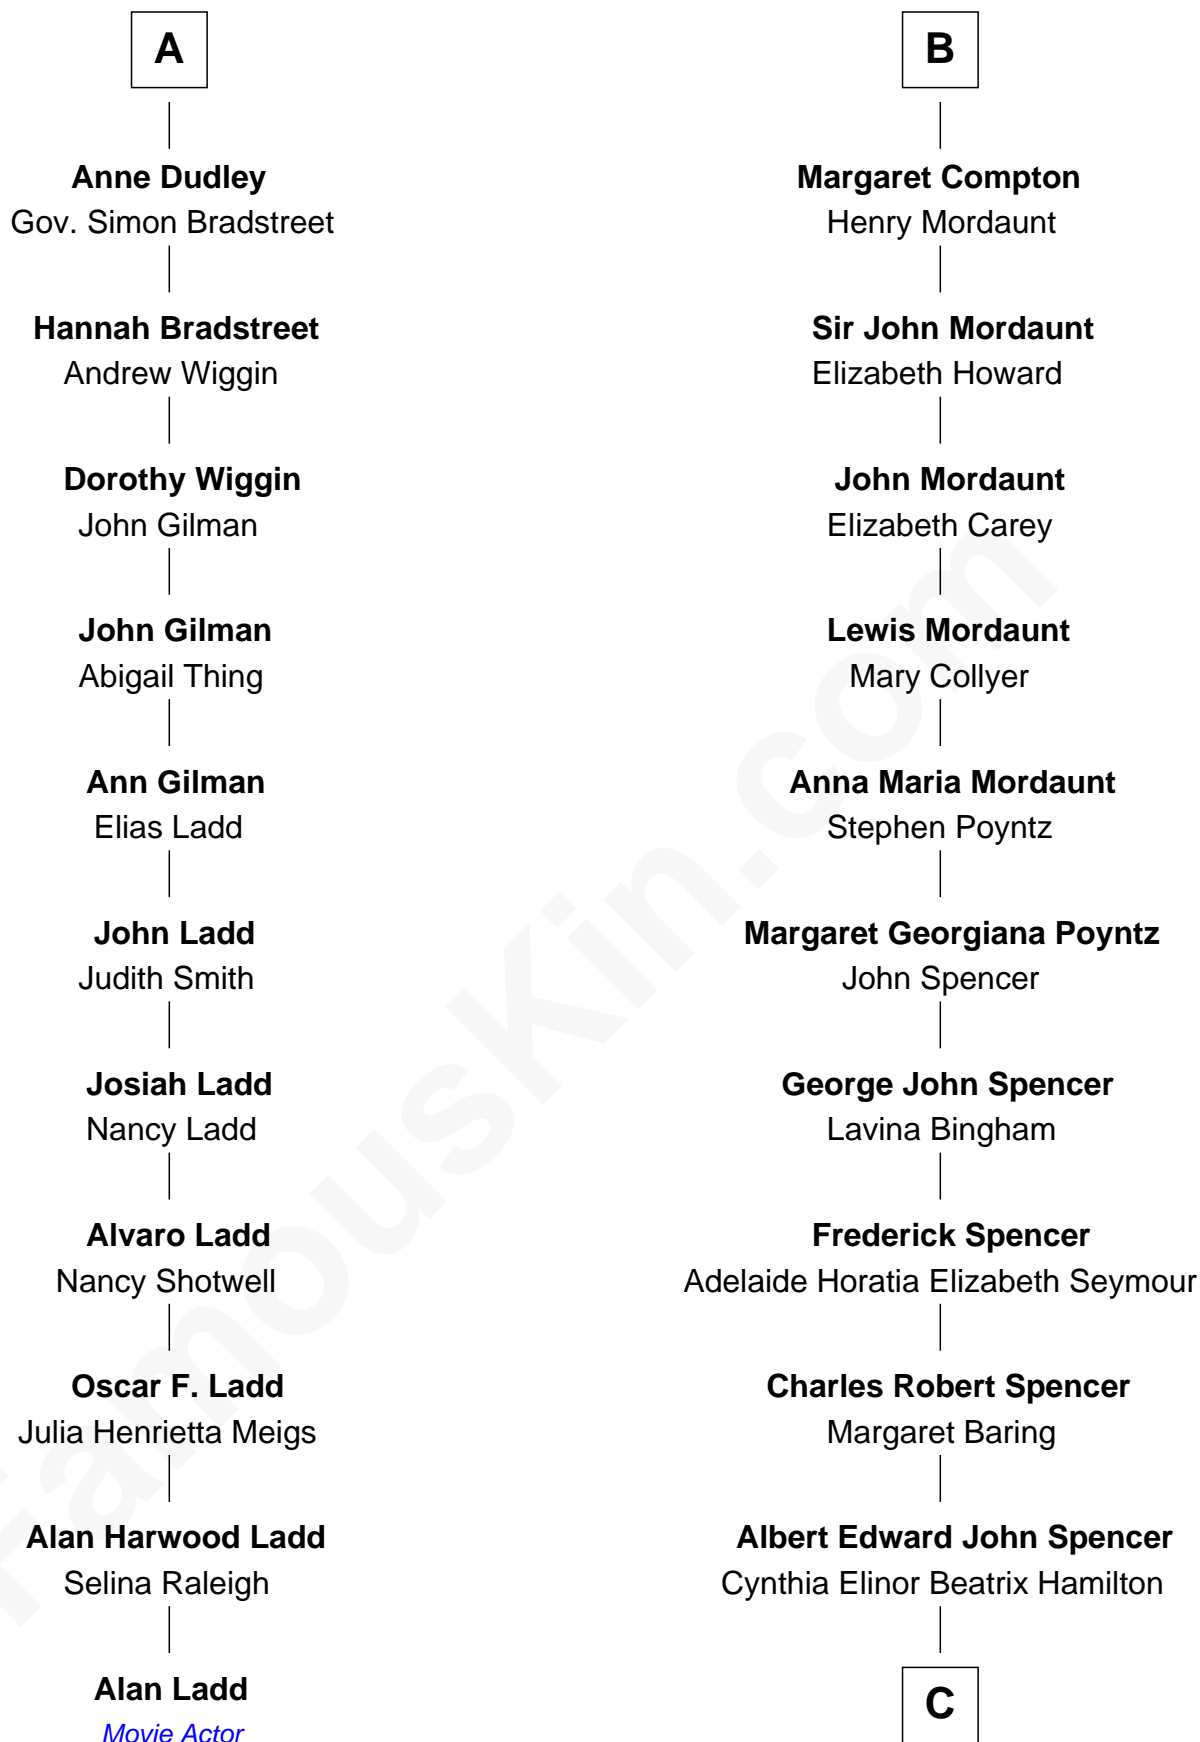 A
Anne Dudley
Gov. Simon Bradstreet
Hannah Bradstreet
Andrew Wiggin
Dorothy Wiggin
John Gilman
John Gilman
Abigail Thing
Ann Gilman
Elias Ladd
John Ladd
Judith Smith
Josiah Ladd
Nancy Ladd
Alvaro Ladd
Nancy Shotwell
Oscar F. Ladd
Julia Henrietta Meigs
Alan Harwood Ladd
Selina Raleigh
Alan Ladd
Movie Actor
B
Margaret Compton
Henry Mordaunt
Sir John Mordaunt
Elizabeth Howard
John Mordaunt
Elizabeth Carey
Lewis Mordaunt
Mary Collyer
Anna Maria Mordaunt
Stephen Poyntz
Margaret Georgiana Poyntz
John Spencer
George John Spencer
Lavina Bingham
Frederick Spencer
Adelaide Horatia Elizabeth Seymour
Charles Robert Spencer
Margaret Baring
Albert Edward John Spencer
Cynthia Elinor Beatrix Hamilton
C
FamousKin.com